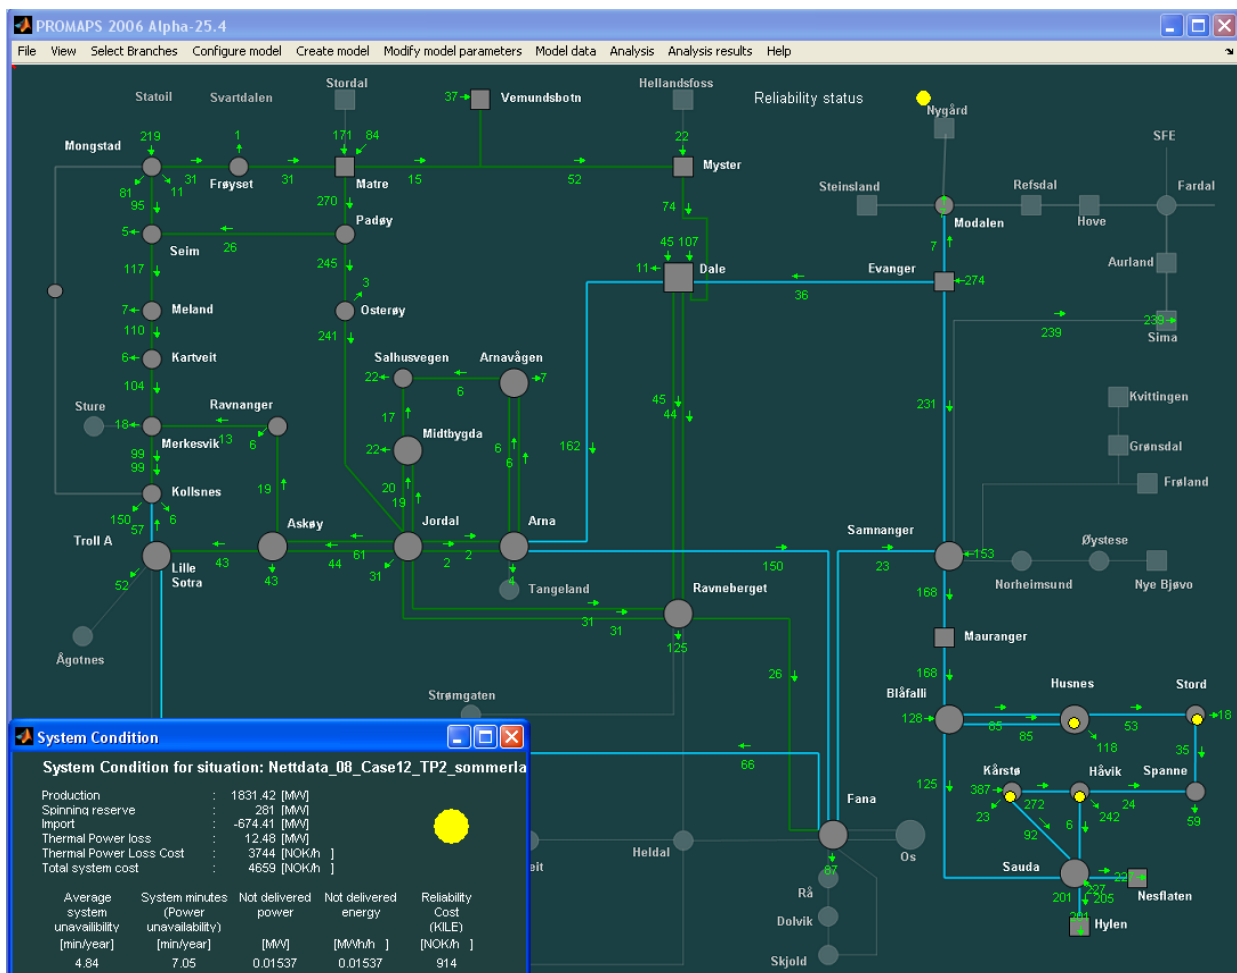 PROMAPS 2006 Alpha-25.4
File View Select Branches Configure model Create model Modify model parameters Model data Analysis Analysis results Help
Statoil
Svartdalen
Stordal
Vemundsbotn
37
Hellandsfoss
Reliability status
Nygård
SFE
Mongstad
219
1
171
84
22
31
Frøyset
31
Matre
15
52
Myster
81
11
95
270
74
Steinsland
Refsdal
Fardal
Padøy
Modalen
Hove
5
Seim
26
45 107
7
117
245
3
11
Dale
Evanger
274
Aurland
36
7
Meland
Osterøy
239
239
Sima
110
241
6
Kartveit
Salhusvegen
Arnavågen
22
6
7
104
Sture
Ravnanger
17
45
44
231
Kvittingen
18
Merkesvik
13
6
Midtbygda
22
6
6
162
Grønsdal
99
99
19
20
19
Frøland
Kollsnes
150
57
6
Askøy
Jordal
Arna
Samnanger
Øystese
Troll A
Lille
Sotra
43
44
61
2
2
150
23
153
52
43
31
4
Tangeland
Norheimsund
Nye Bjøvo
Ravneberget
168
31
31
125
Mauranger
Ågotnes
26
168
Strømgaten
Blåfalli
Husnes
Stord
128
85
85
53
18
118
35
66
125
Kårstø
Håvik
Spanne
387
272
24
23
242
59
92
6
Fana
Heldal
Os
67
Sauda
Rå
Nesflaten
227
201
205
Dolvik
201
Hylen
Skjold
eit
System Condition
System Condition for situation: Nettdata_08_Case12_TP2_sommerla
Production : 1831.42 [MW]
Spinning reserve : 281 [MW]
Import : -674.41 [MW]
Thermal Power loss : 12.48 [MW]
Thermal Power Loss Cost : 3744 [NOK/h ]
Total system cost : 4659 [NOK/h ]
Average System minutes Not delivered Not delivered Reliability
system (Power power energy Cost
unavailibility) unavailability) (KILE)
[min/year] [min/year] [MW] [MWh/h ] [NOK/h ]
4.84 7.05 0.01537 0.01537 914